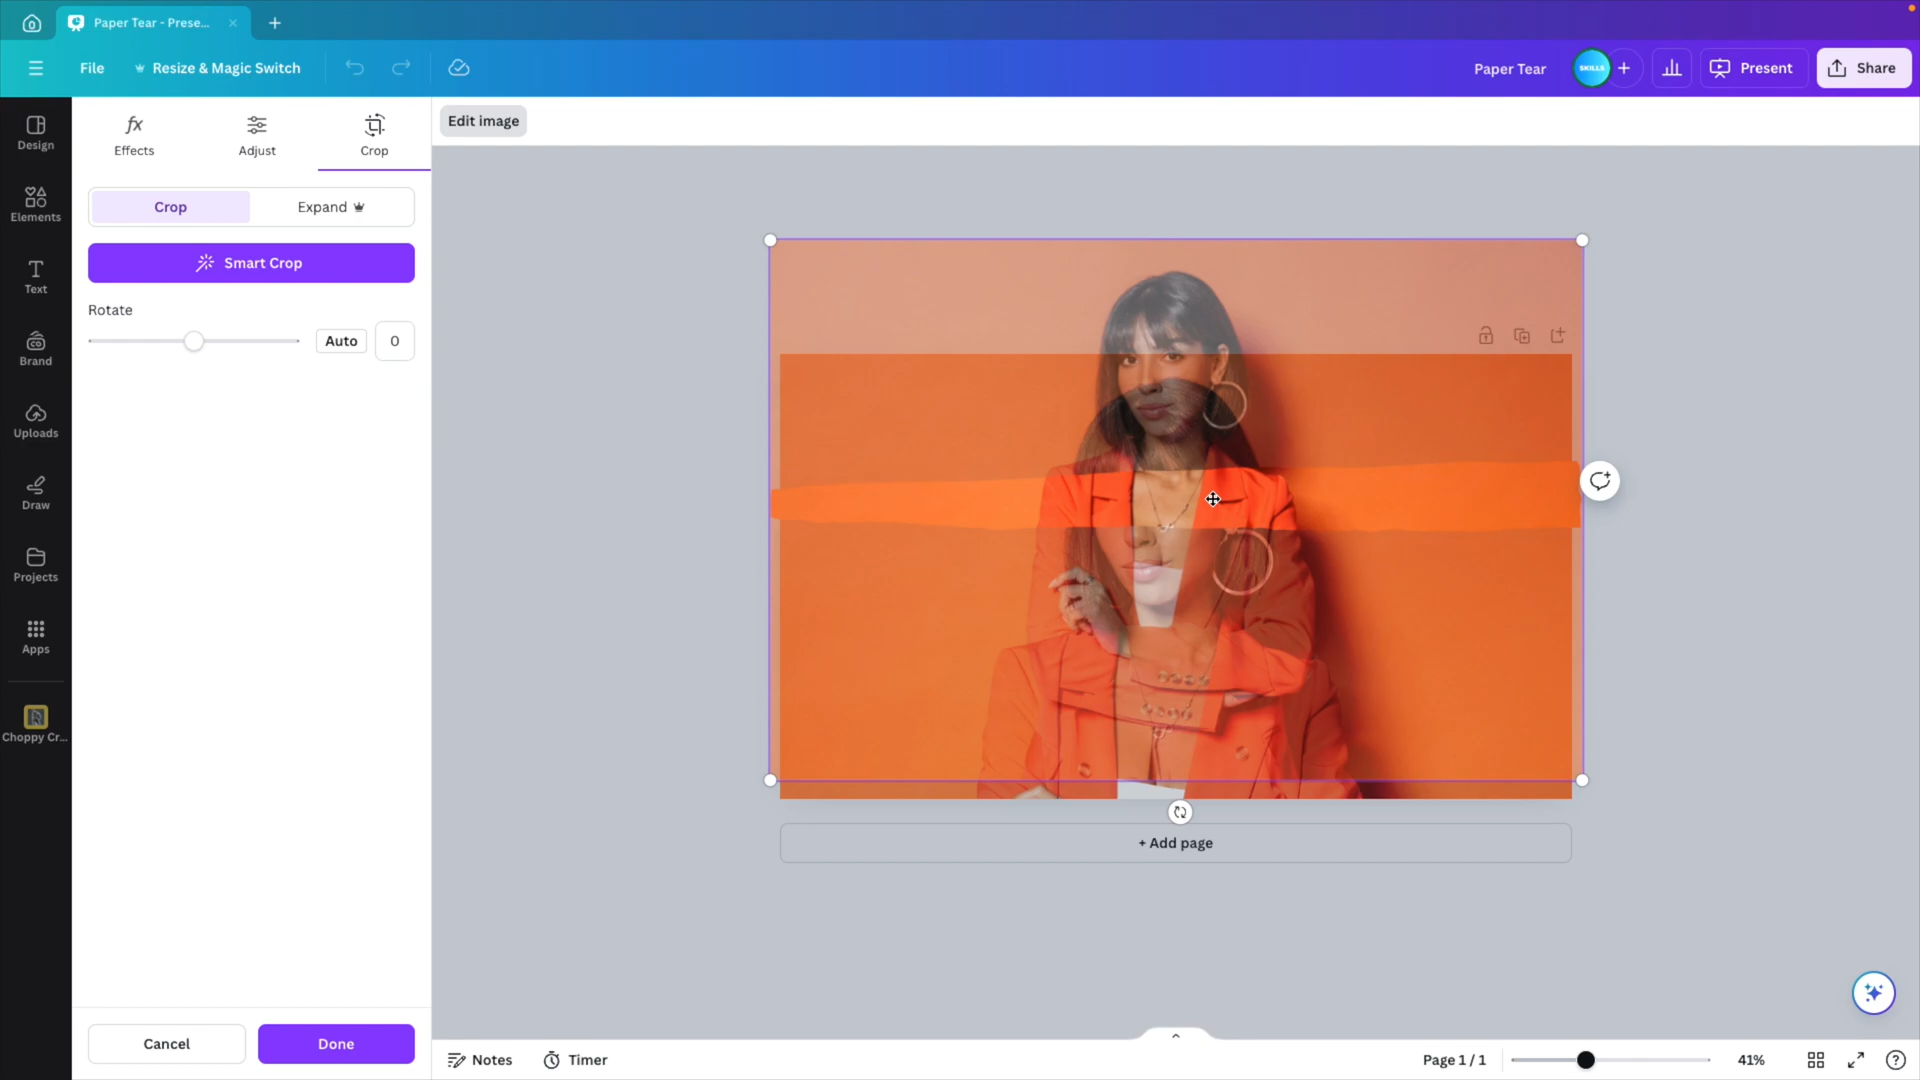 Paper Tear - Prese...
File
Resize & Magic Switch
Paper Tear
SKILLS
Present
Share
Design
Elements
Text
Brand
Uploads
Draw
Projects
Apps
Choppy Cr...
Effects
Adjust
Crop
Crop
Expand
Smart Crop
Rotate
Auto
0
Cancel
Done
Edit image
+ Add page
Notes
Timer
Page 1 / 1
41%